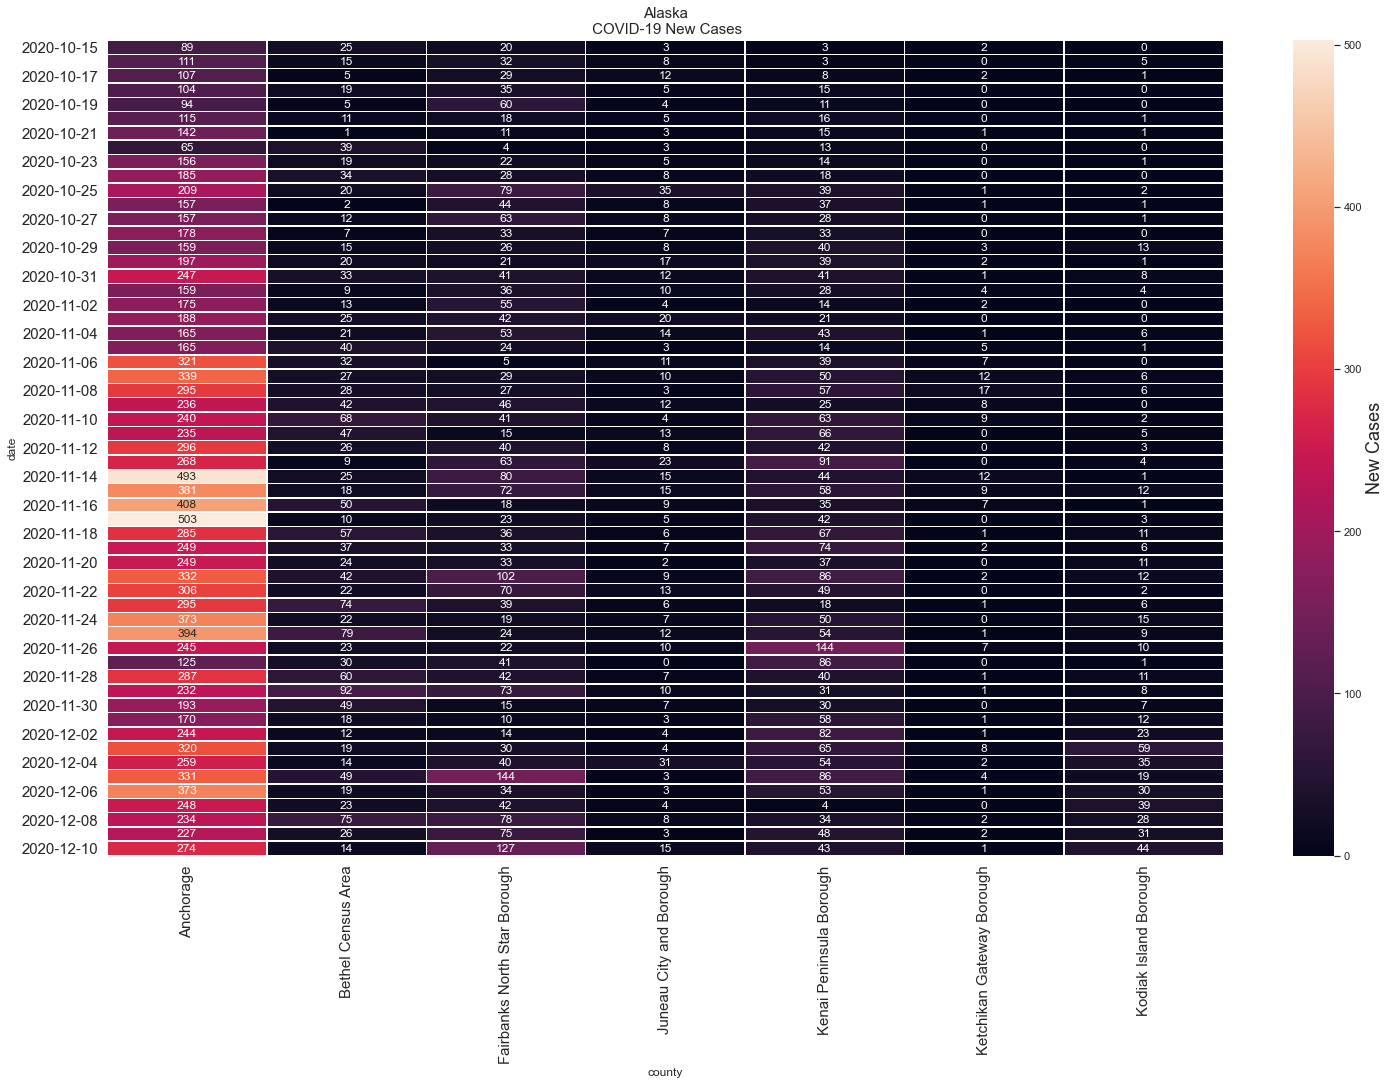 Alaska
COVID-19 New Cases
2020-10-15 89 25 20 3 3 2 0
111 15 32 8 3 0 5
2020-10-17 107 5 29 12 8 2 1
104 19 35 5 15 0 0
2020-10-19 94 5 60 4 11 0 0
115 11 18 5 16 0 1
2020-10-21 142 1 11 3 15 1 1
65 39 4 3 13 0 0
2020-10-23 156 19 22 5 14 0 1
185 34 28 8 18 0 0
2020-10-25 209 20 79 35 39 1 2
157 2 44 8 37 1 1
2020-10-27 157 12 63 8 28 0 1
178 7 33 7 33 0 0
2020-10-29 159 15 26 8 40 3 13
197 20 21 17 39 2 1
2020-10-31 247 33 41 12 41 1 8
159 9 36 10 28 4 4
2020-11-02 175 13 55 4 14 2 0
188 25 42 20 21 0 0
2020-11-04 165 21 53 14 43 1 6
165 40 24 3 14 5 1
2020-11-06 321 32 5 11 39 7 0
339 27 29 10 50 12 6
2020-11-08 295 28 27 3 57 17 6
236 42 46 12 25 8 0
2020-11-10 240 68 41 4 63 9 2
235 47 15 13 66 0 5
2020-11-12 296 26 40 8 42 0 3
268 9 63 23 91 0 4
2020-11-14 493 25 80 15 44 12 1
381 18 72 15 58 9 12
2020-11-16 408 50 18 9 35 7 1
503 10 23 5 42 0 3
2020-11-18 285 57 36 6 67 1 11
249 37 33 7 74 2 6
2020-11-20 249 24 33 2 37 0 11
332 42 102 9 86 2 12
2020-11-22 306 22 70 13 49 0 2
295 74 39 6 18 1 6
2020-11-24 373 22 19 7 50 0 15
394 79 24 12 54 1 9
2020-11-26 245 23 22 10 144 7 10
125 30 41 0 86 0 1
2020-11-28 287 60 42 7 40 1 11
232 92 73 10 31 1 8
2020-11-30 193 49 15 7 30 0 7
170 18 10 3 58 1 12
2020-12-02 244 12 14 4 82 1 23
320 19 30 4 65 8 59
2020-12-04 259 14 40 31 54 2 35
331 49 144 3 86 4 19
2020-12-06 373 19 34 3 53 1 30
248 23 42 4 4 0 39
2020-12-08 234 75 78 8 34 2 28
227 26 75 3 48 2 31
2020-12-10 274 14 127 15 43 1 44
date
Anchorage
Bethel Census Area
Fairbanks North Star Borough
Juneau City and Borough
Kenai Peninsula Borough
Ketchikan Gateway Borough
Kodiak Island Borough
county
500
400
300
200
100
0
New Cases